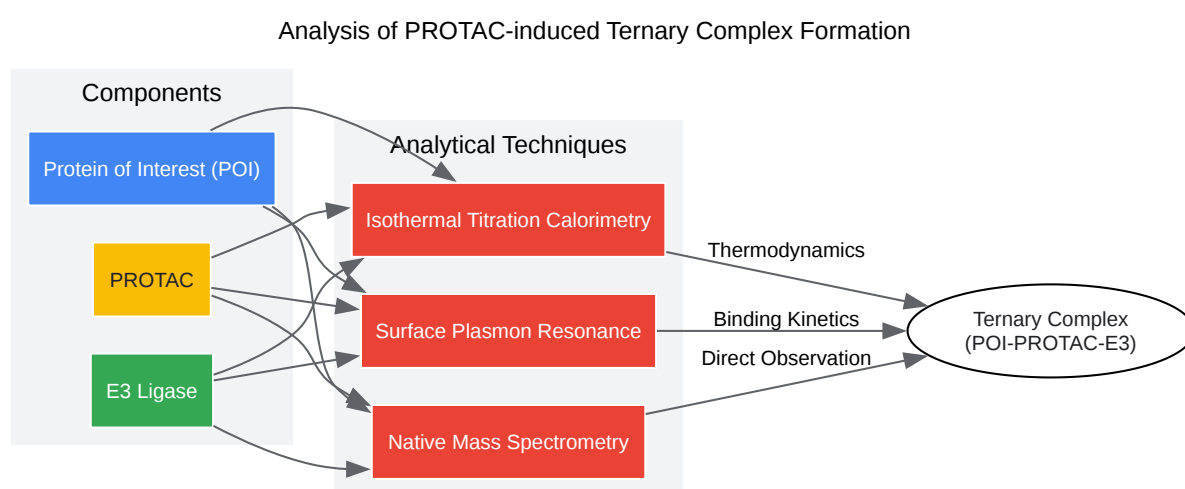 Analysis of PROTAC-induced Ternary Complex Formation
Components
Protein of Interest (POI)
PROTAC
E3 Ligase
Analytical Techniques
Isothermal Titration Calorimetry
Surface Plasmon Resonance
Native Mass Spectrometry
Thermodynamics
Binding Kinetics
Direct Observation
Ternary Complex
(POI-PROTAC-E3)